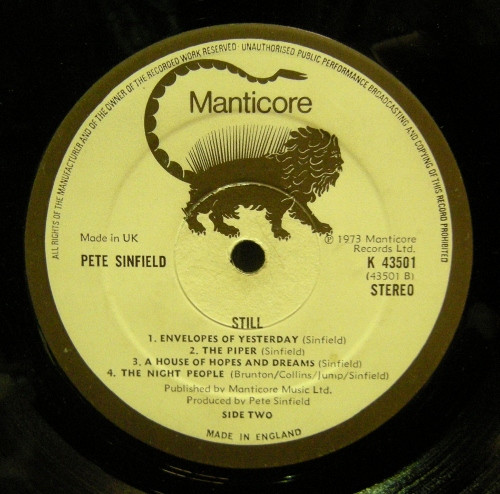 ALL RIGHTS OF THE MANUFACTURER AND OF THE OWNER OF THE RECORDED WORK RESERVED · UNAUTHORISED PUBLIC PERFORMANCE BROADCASTING AND COPYING OF THIS RECORD PROHIBITED
Manticore
Made in UK
℗ 1973 Manticore
Records Ltd.
PETE SINFIELD
K 43501
(43501 B)
STEREO
STILL
1. ENVELOPES OF YESTERDAY (Sinfield)
2. THE PIPER (Sinfield)
3. A HOUSE OF HOPES AND DREAMS (Sinfield)
4. THE NIGHT PEOPLE (Brunton/Collins/Jump/Sinfield)
Published by Manticore Music Ltd.
Produced by Pete Sinfield
SIDE TWO
MADE IN ENGLAND